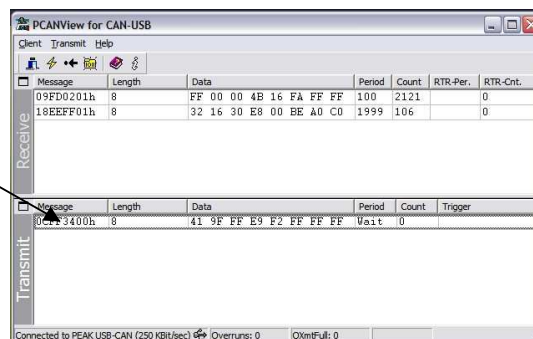 PCANView for CAN-USB
Client Transmit Help
Message Length Data Period Count RTR-Per. RTR-Cnt.
09FD0201h 8 FF 00 00 4B 16 FA FF FF 100 2121 0
18EEFF01h 8 32 16 30 E8 00 BE A0 C0 1999 106 0
Receive
Message Length Data Period Count Trigger
0CFF3400h 8 41 9F FF E9 F2 FF FF FF Wait 0
Transmit
Connected to PEAK USB-CAN (250 KBit/sec) Overruns: 0 QXmtFull: 0